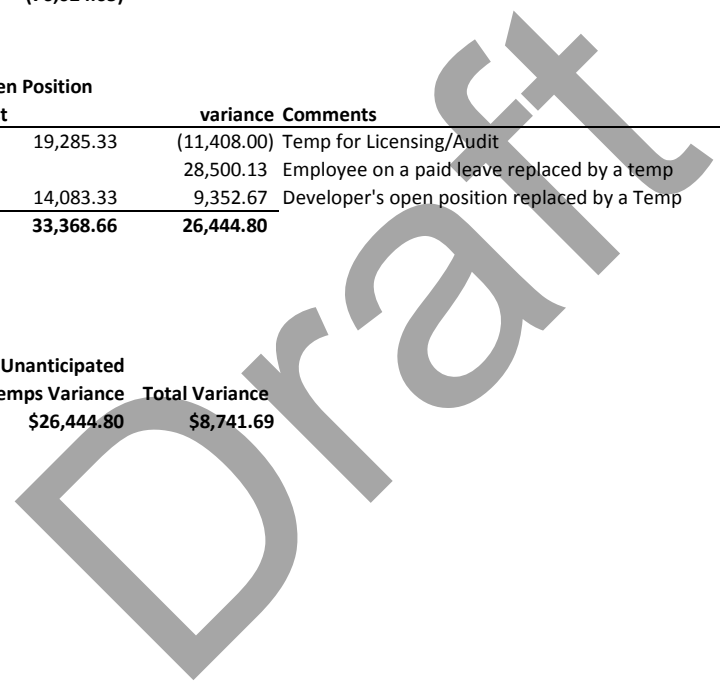 en Position
t variance Comments
19,285.33 (11,408.00) Temp for Licensing/Audit
28,500.13 Employee on a paid leave replaced by a temp
14,083.33 9,352.67 Developer's open position replaced by a Temp
33,368.66 26,444.80
Unanticipated
emps Variance Total Variance
$26,444.80 $8,741.69
Draft